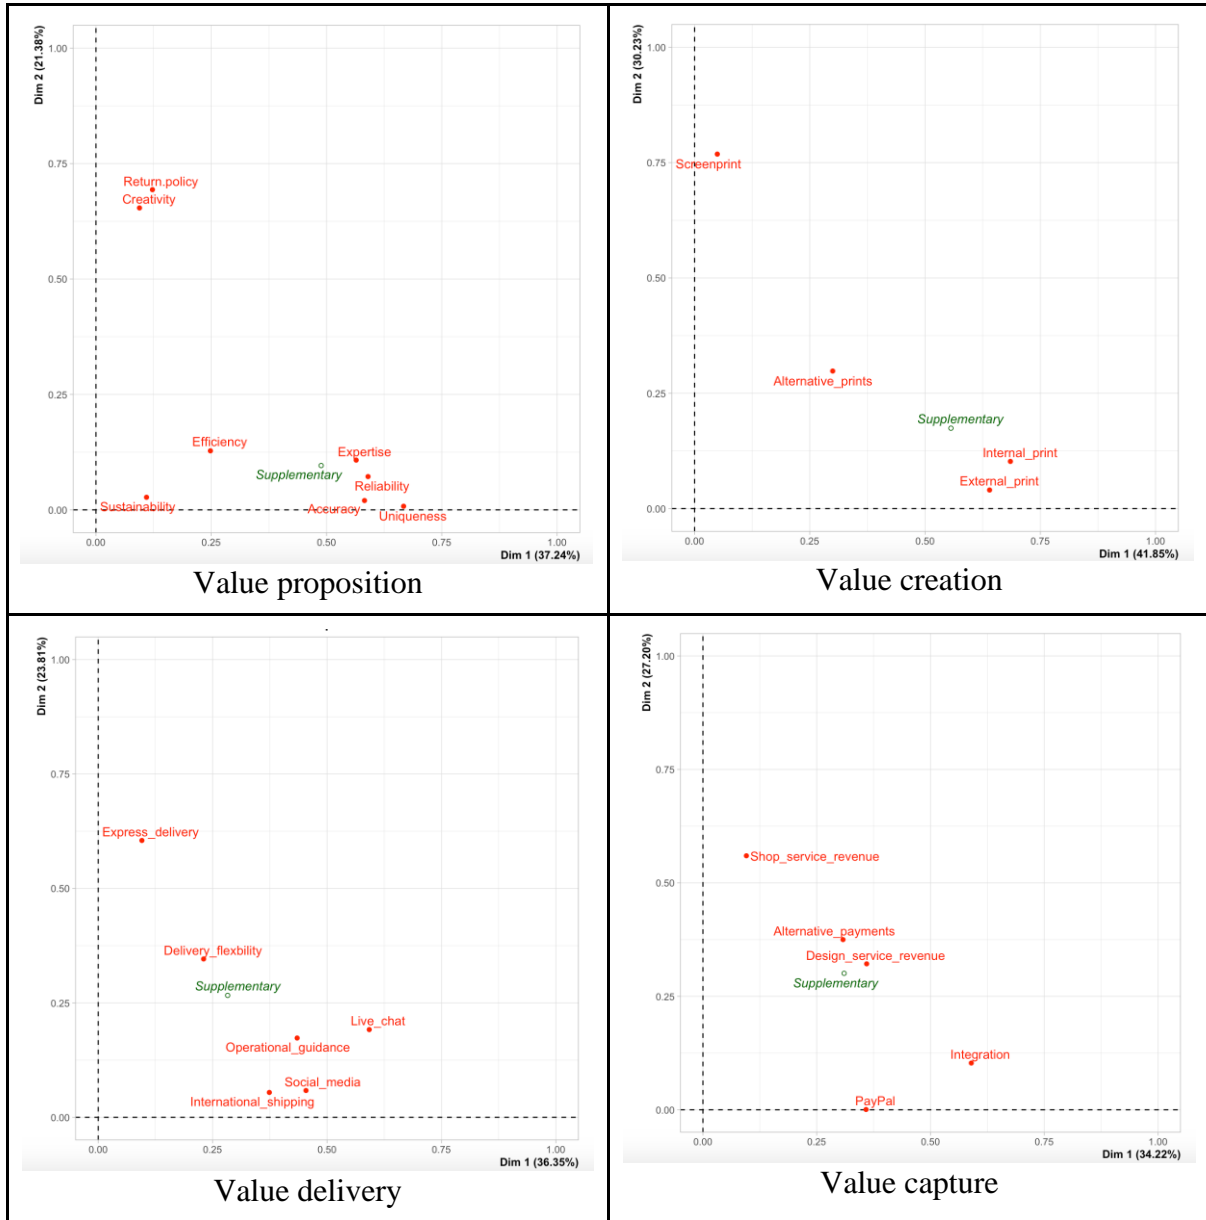 Dim 2 (21.38%)
1.00
0.75
Return.policy
Creativity
0.50
0.25
Efficiency
Expertise
Supplementary
Reliability
Sustainability
Accuracy
Uniqueness
0.00
0.00
0.25
0.50
0.75
1.00
Dim 1 (37.24%)
Value proposition
Dim 2 (30.23%)
1.00
0.75
Screenprint
0.50
0.25
Alternative_prints
Supplementary
Internal_print
External_print
0.00
0.00
0.25
0.50
0.75
1.00
Dim 1 (41.85%)
Value creation
Dim 2 (23.81%)
1.00
0.75
Express_delivery
0.50
Delivery_flexbility
Supplementary
0.25
Live_chat
Operational_guidance
Social_media
International_shipping
0.00
0.00
0.25
0.50
0.75
1.00
Dim 1 (36.35%)
Value delivery
Dim 2 (27.20%)
1.00
0.75
Shop_service_revenue
0.50
Alternative_payments
Design_service_revenue
Supplementary
0.25
Integration
PayPal
0.00
0.00
0.25
0.50
0.75
1.00
Dim 1 (34.22%)
Value capture